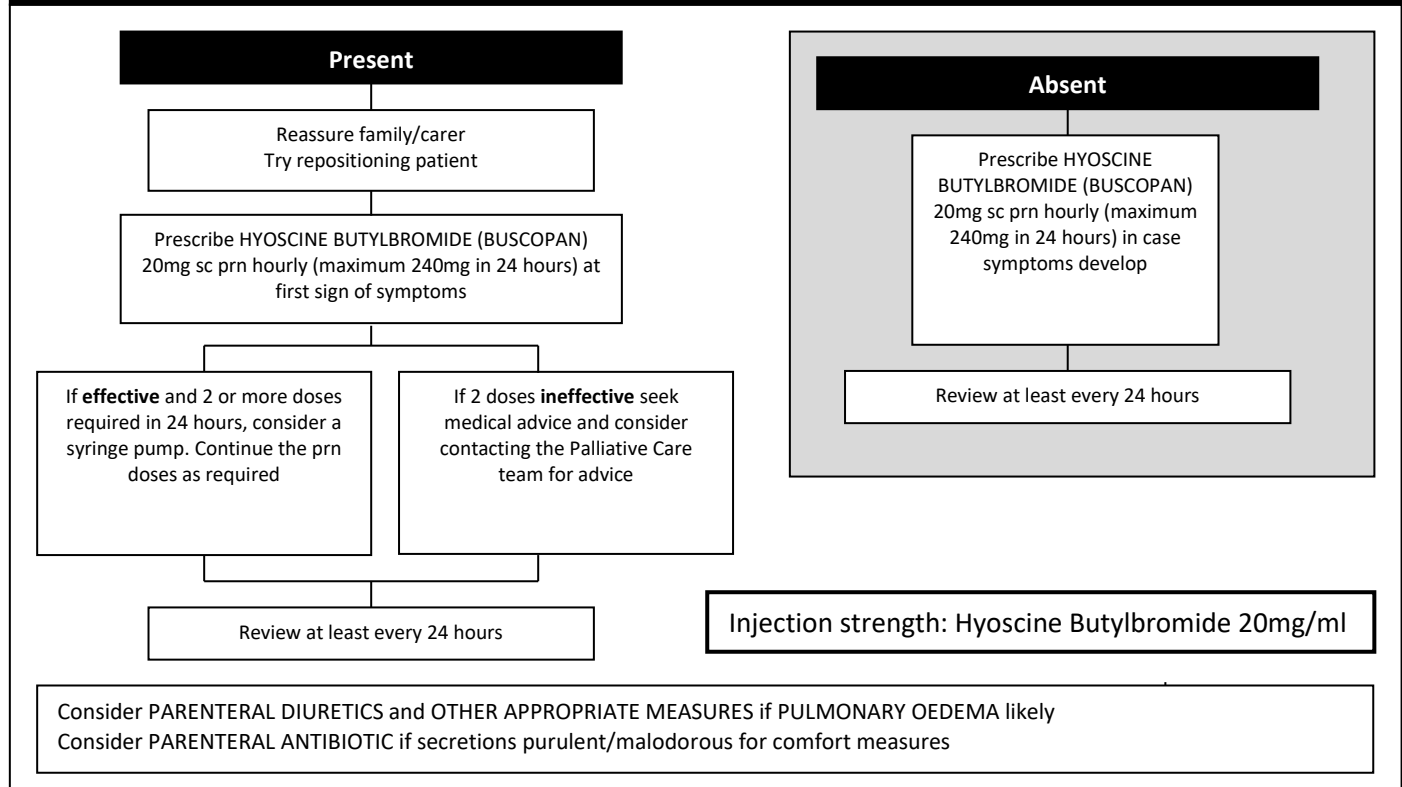 Present
Reassure family/carer
Try repositioning patient
Prescribe HYOSCINE BUTYLBROMIDE (BUSCOPAN)
20mg sc prn hourly (maximum 240mg in 24 hours) at
first sign of symptoms
If effective and 2 or more doses
required in 24 hours, consider a
syringe pump. Continue the prn
doses as required
If 2 doses ineffective seek
medical advice and consider
contacting the Palliative Care
team for advice
Review at least every 24 hours
Absent
Prescribe HYOSCINE
BUTYLBROMIDE (BUSCOPAN)
20mg sc prn hourly (maximum
240mg in 24 hours) in case
symptoms develop
Review at least every 24 hours
Injection strength: Hyoscine Butylbromide 20mg/ml
Consider PARENTERAL DIURETICS and OTHER APPROPRIATE MEASURES if PULMONARY OEDEMA likely
Consider PARENTERAL ANTIBIOTIC if secretions purulent/malodorous for comfort measures